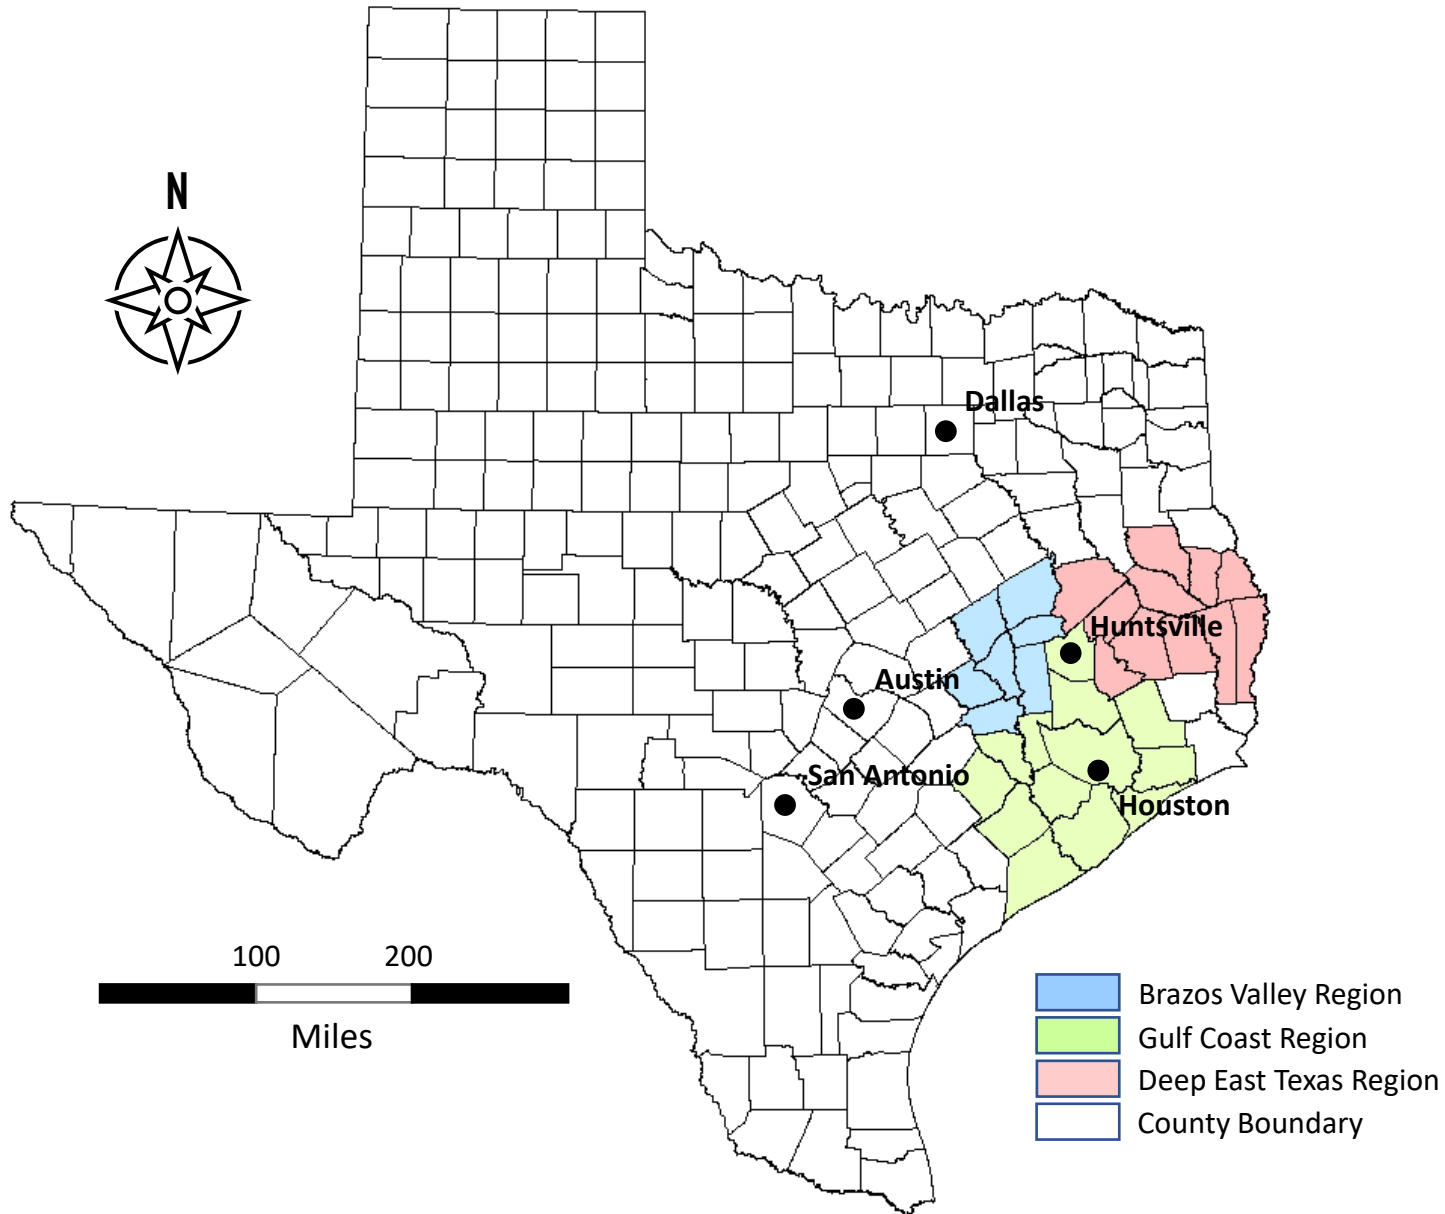 N
Dallas
Huntsville
Austin
San Antonio
Houston
100 200
Miles
Brazos Valley Region
Gulf Coast Region
Deep East Texas Region
County Boundary